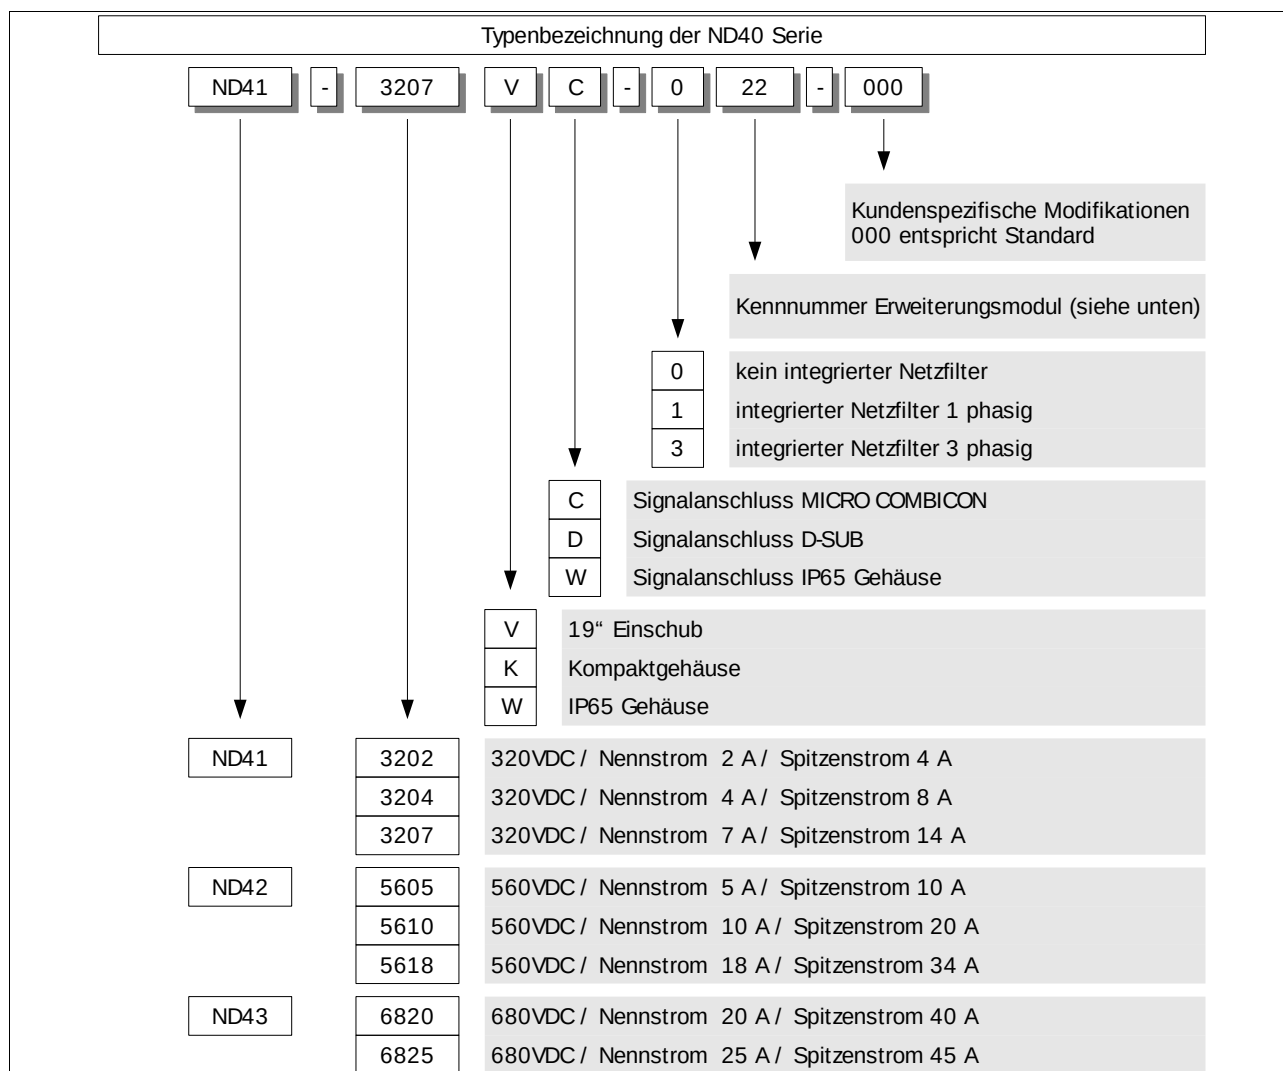 Typenbezeichnung der ND40 Serie
ND41 - 3207 V C - 0 22 - 000
Kundenspezifische Modifikationen
000 entspricht Standard
Kennnummer Erweiterungsmodul (siehe unten)
0 kein integrierter Netzfilter
1 integrierter Netzfilter 1 phasig
3 integrierter Netzfilter 3 phasig
C Signalanschluss MICRO COMBICON
D Signalanschluss D-SUB
W Signalanschluss IP65 Gehäuse
V 19“ Einschub
K Kompaktgehäuse
W IP65 Gehäuse
ND41 3202 320VDC / Nennstrom 2 A / Spitzenstrom 4 A
3204 320VDC / Nennstrom 4 A / Spitzenstrom 8 A
3207 320VDC / Nennstrom 7 A / Spitzenstrom 14 A
ND42 5605 560VDC / Nennstrom 5 A / Spitzenstrom 10 A
5610 560VDC / Nennstrom 10 A / Spitzenstrom 20 A
5618 560VDC / Nennstrom 18 A / Spitzenstrom 34 A
ND43 6820 680VDC / Nennstrom 20 A / Spitzenstrom 40 A
6825 680VDC / Nennstrom 25 A / Spitzenstrom 45 A